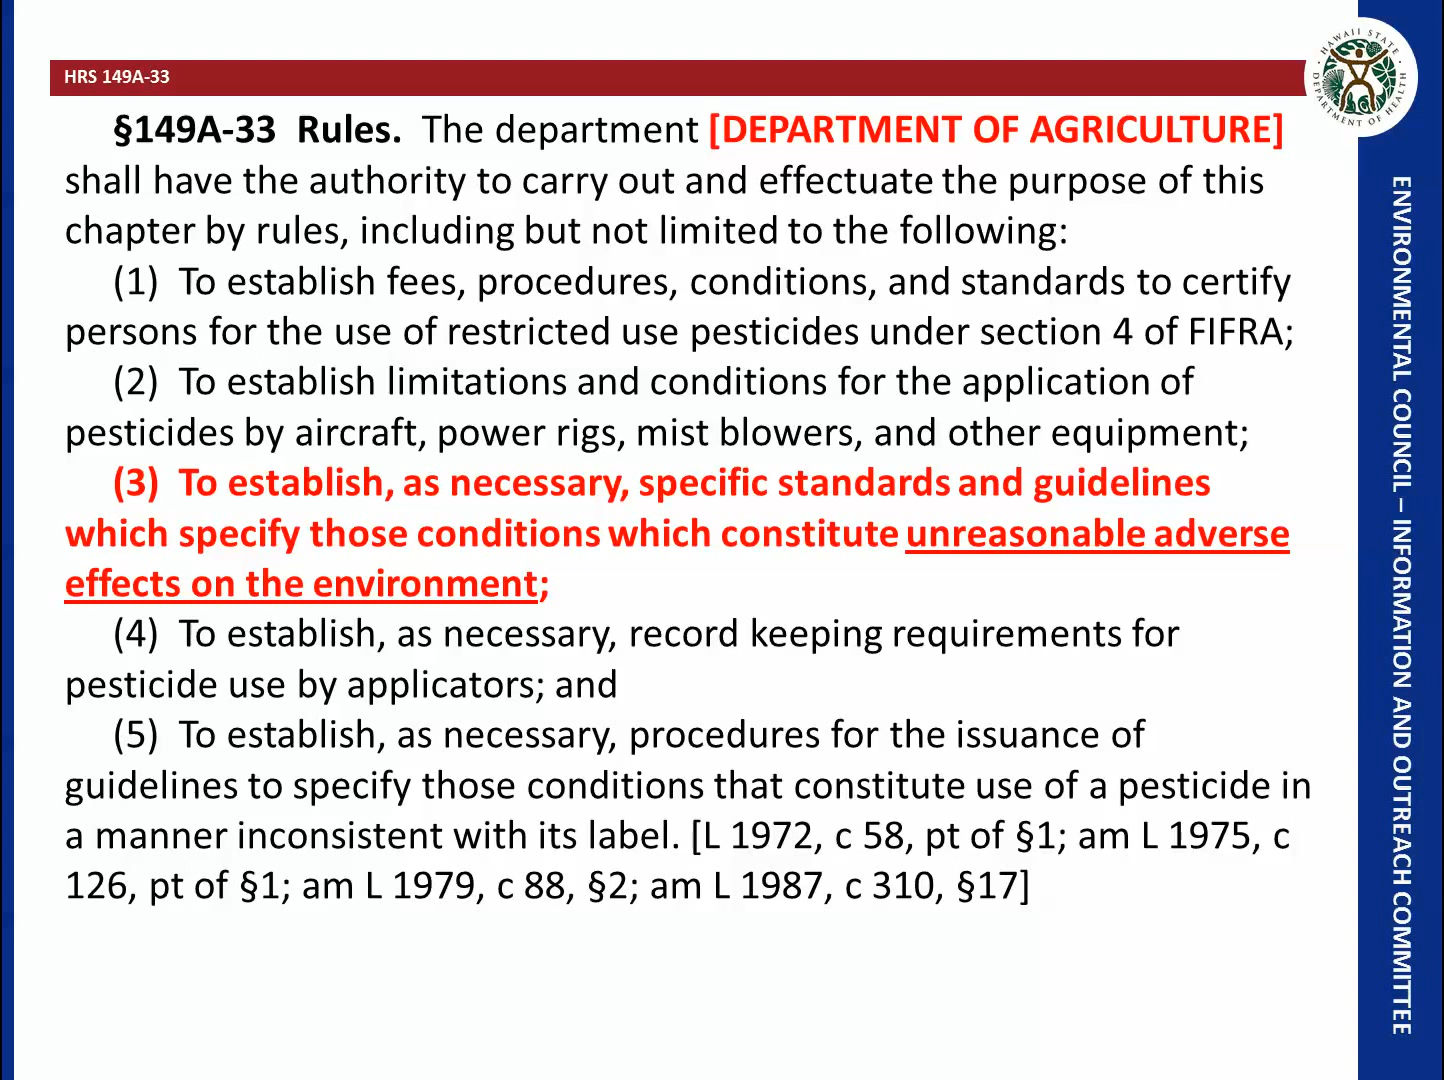 HRS 149A-33
HAWAII STATE
DEPARTMENT OF HEALTH
§149A-33 Rules. The department [DEPARTMENT OF AGRICULTURE]
shall have the authority to carry out and effectuate the purpose of this
chapter by rules, including but not limited to the following:
(1) To establish fees, procedures, conditions, and standards to certify
persons for the use of restricted use pesticides under section 4 of FIFRA;
(2) To establish limitations and conditions for the application of
pesticides by aircraft, power rigs, mist blowers, and other equipment;
(3) To establish, as necessary, specific standards and guidelines
which specify those conditions which constitute unreasonable adverse
effects on the environment;
(4) To establish, as necessary, record keeping requirements for
pesticide use by applicators; and
(5) To establish, as necessary, procedures for the issuance of
guidelines to specify those conditions that constitute use of a pesticide in
a manner inconsistent with its label. [L 1972, c 58, pt of §1; am L 1975, c
126, pt of §1; am L 1979, c 88, §2; am L 1987, c 310, §17]
ENVIRONMENTAL COUNCIL – INFORMATION AND OUTREACH COMMITTEE